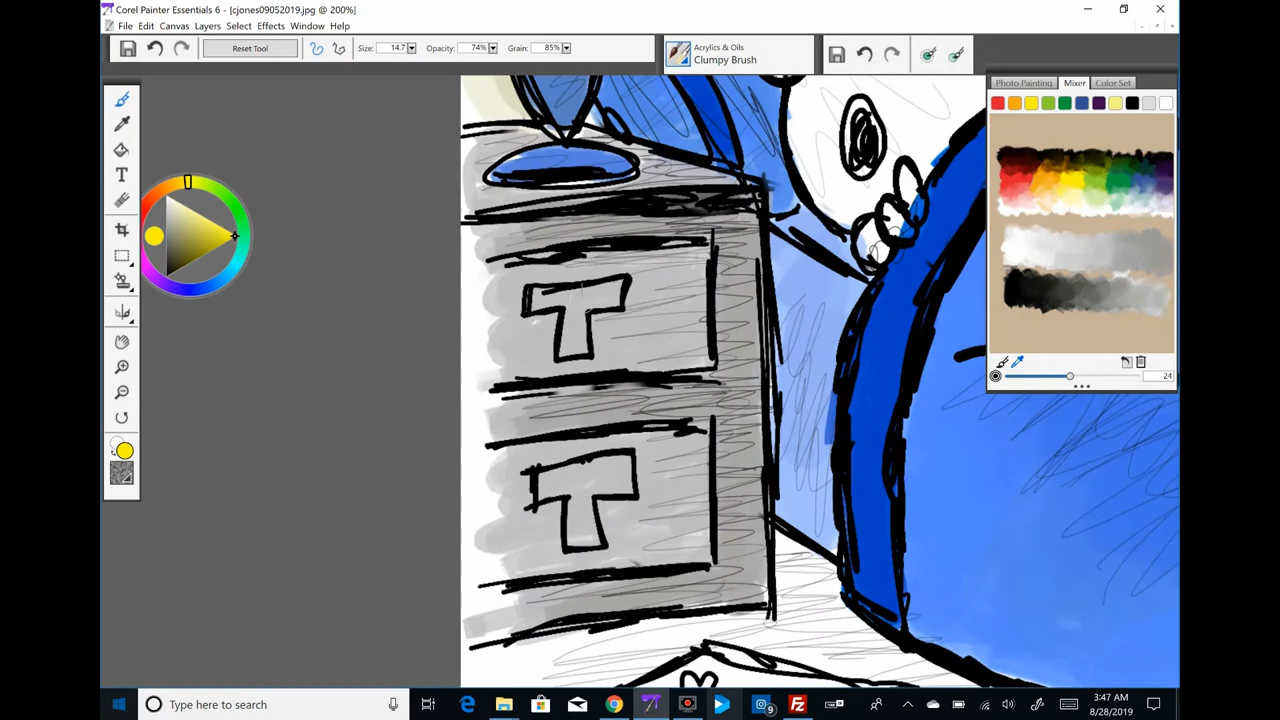 Corel Painter Essentials 6 - [cjones09052019.jpg @ 200%]
File Edit Canvas Layers Select Effects Window Help
Reset Tool Size: 14.7 Opacity: 74% Grain: 85%
Acrylics & Oils
Clumpy Brush
Photo Painting Mixer Color Set
24
T
T
Type here to search
9
3:47 AM
8/28/2019